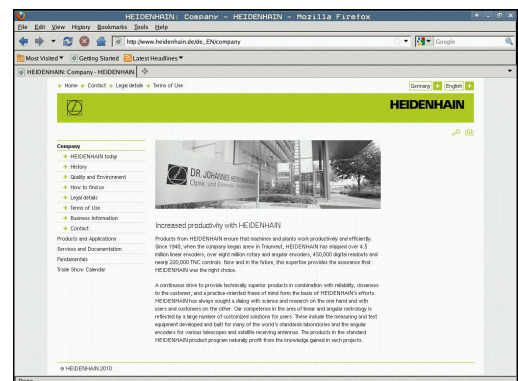 HEIDENHAIN: Company - HEIDENHAIN - Mozilla Firefox
File Edit View History Bookmarks Tools Help
http://www.heidenhain.de/de_EN/company
Google
Most Visited Getting Started Latest Headlines
HEIDENHAIN: Company - HEIDENHAIN
Home Contact Legal details Terms of Use
Germany English
HEIDENHAIN
Company
HEIDENHAIN today
History
Quality and Environment
How to find us
Legal details
Terms of Use
Business Information
Contact
Products and Applications
Services and Documentation
Fundamentals
Trade Show Calendar
DR. JOHANNES HEIDENHAIN
Optik und
Increased productivity with HEIDENHAIN
Products from HEIDENHAIN ensure that machines and plants work productively and efficiently.
Since 1948, when the company began anew in Traunreut, HEIDENHAIN has shipped over 4.5
million linear encoders, over eight million rotary and angular encoders, 450,000 digital readouts and
nearly 220,000 TNC controls. Now and in the future, this expertise provides the assurance that
HEIDENHAIN was the right choice.
A continuous drive to provide technically superior products in combination with reliability, closeness
to the customer, and a practice-oriented frame of mind form the basis of HEIDENHAIN's efforts.
HEIDENHAIN has always sought a dialog with science and research on the one hand and with
users and customers on the other. Our competence in the area of linear and angular metrology is
reflected by a large number of customized solutions for users. These include the measuring and test
equipment developed and built for many of the world's standards laboratories and the angular
encoders for various telescopes and satellite receiving antennas. The products in the standard
HEIDENHAIN product program naturally profit from the knowledge gained in such projects.
© HEIDENHAIN 2010
Done